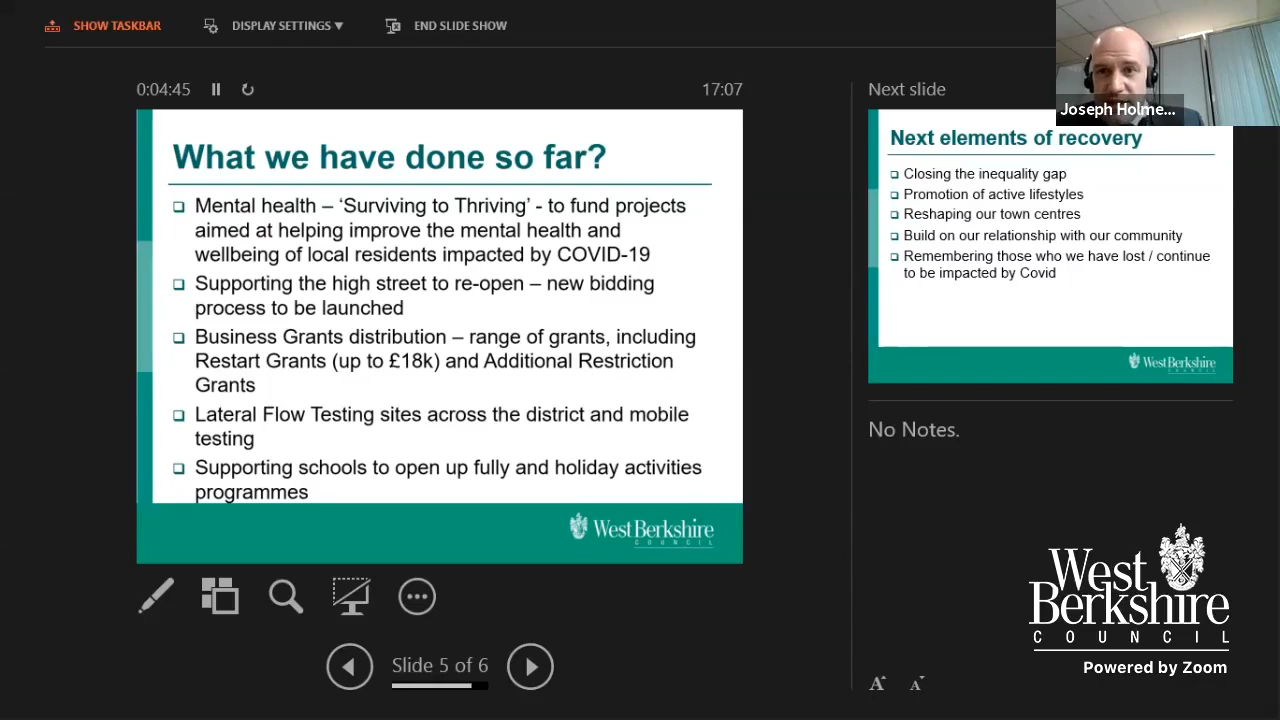 SHOW TASKBAR
DISPLAY SETTINGS ▼
END SLIDE SHOW
0:04:45
17:07
What we have done so far?
Mental health – ‘Surviving to Thriving’ - to fund projects
aimed at helping improve the mental health and
wellbeing of local residents impacted by COVID-19
Supporting the high street to re-open – new bidding
process to be launched
Business Grants distribution – range of grants, including
Restart Grants (up to £18k) and Additional Restriction
Grants
Lateral Flow Testing sites across the district and mobile
testing
Supporting schools to open up fully and holiday activities
programmes
West Berkshire
COUNCIL
Slide 5 of 6
Next slide
Joseph Holme...
Next elements of recovery
Closing the inequality gap
Promotion of active lifestyles
Reshaping our town centres
Build on our relationship with our community
Remembering those who we have lost / continue
to be impacted by Covid
West Berkshire
COUNCIL
No Notes.
A A
West
Berkshire
COUNCIL
Powered by Zoom